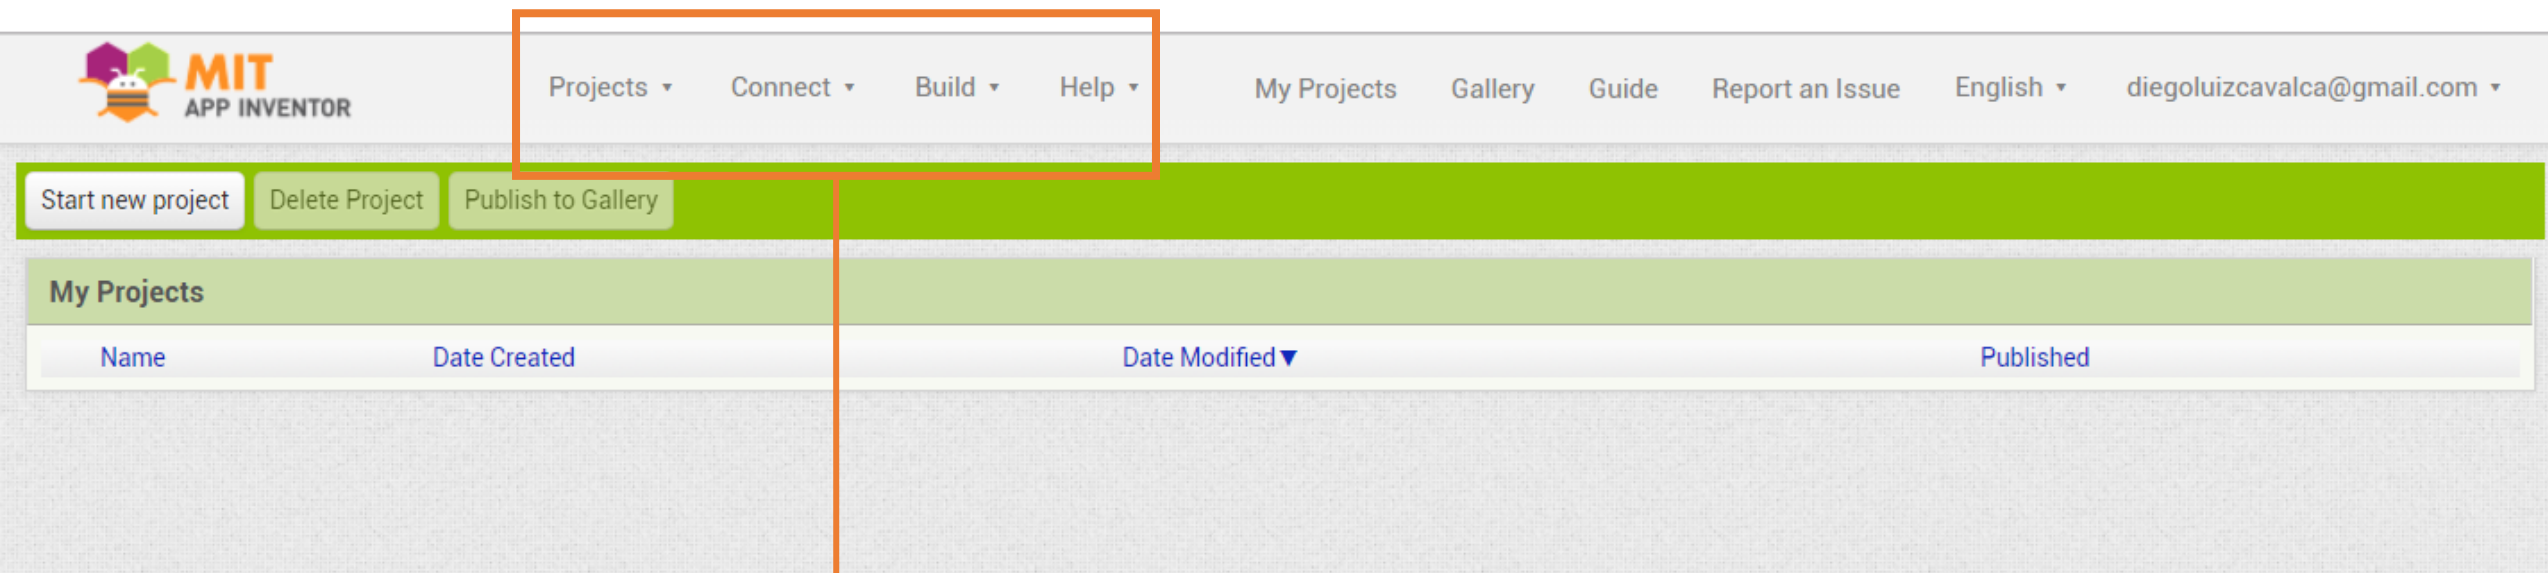 MIT
APP INVENTOR
Projects Connect Build Help My Projects Gallery Guide Report an Issue English diegoluizcavalca@gmail.com
Start new project Delete Project Publish to Gallery
My Projects
Name Date Created Date Modified Published